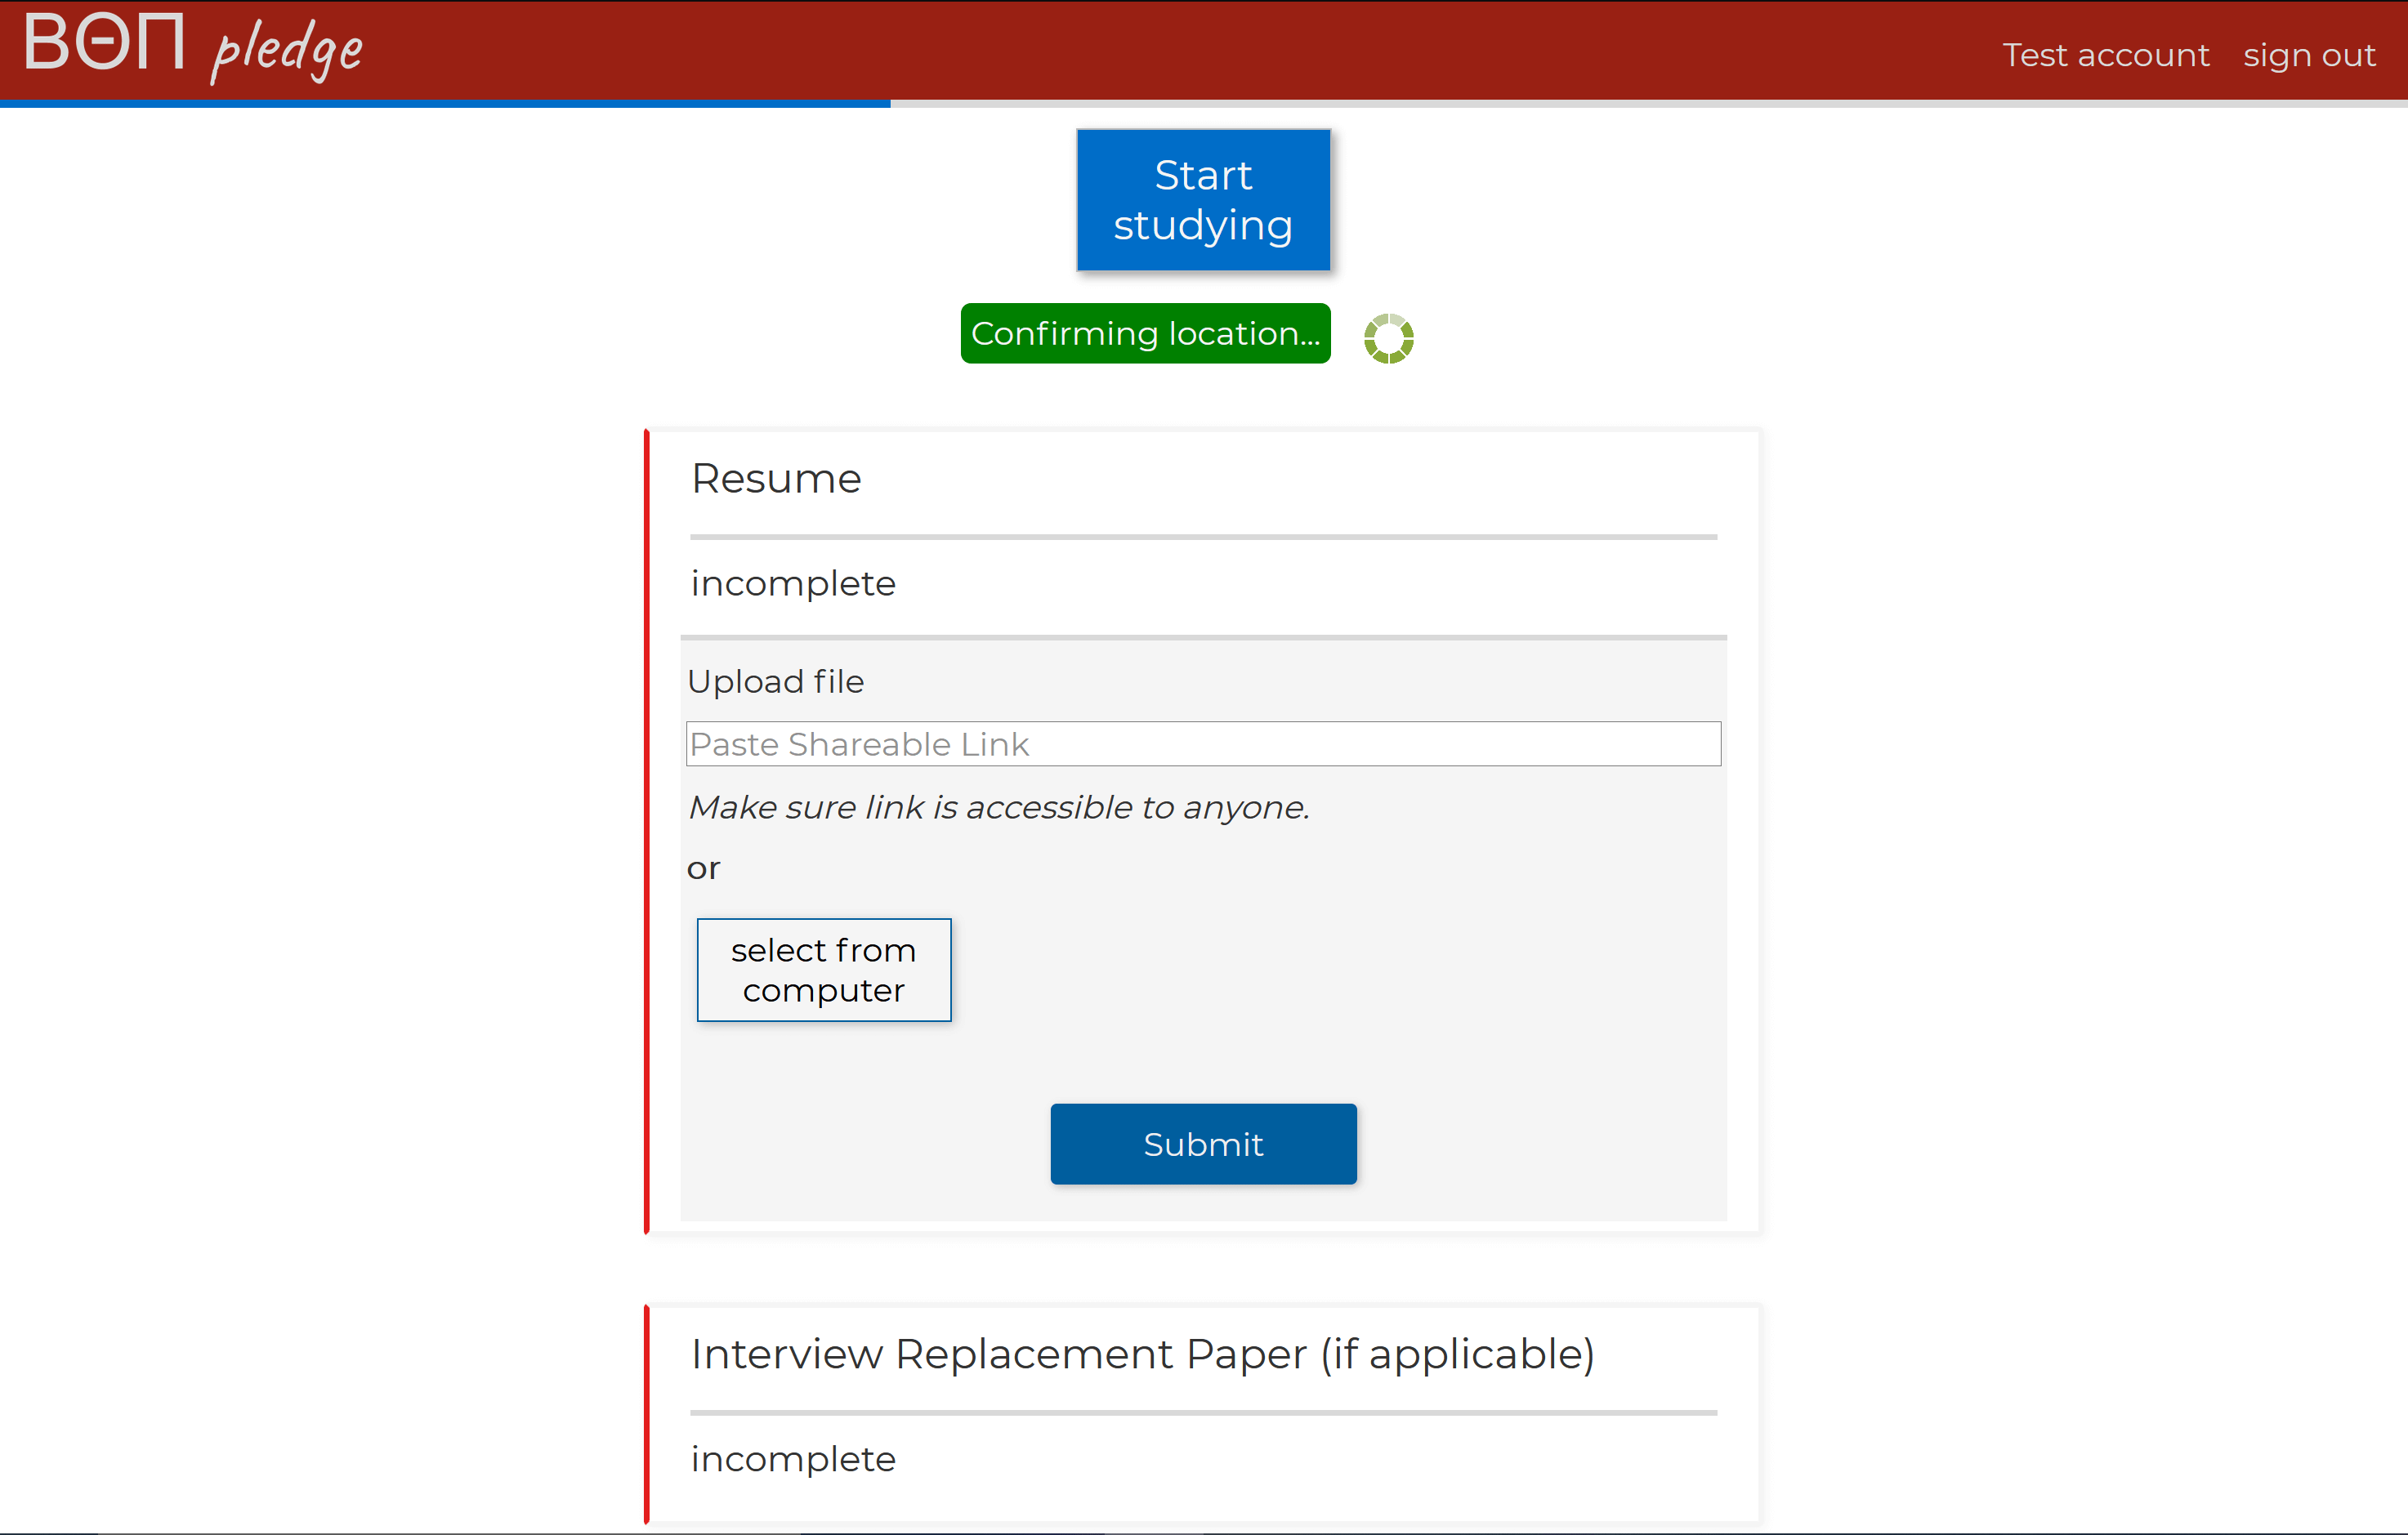 ΒΘΠ pledge
Test account sign out
Start
studying
Confirming location...
Resume
incomplete
Upload file
Paste Shareable Link
Make sure link is accessible to anyone.
or
select from
computer
Submit
Interview Replacement Paper (if applicable)
incomplete